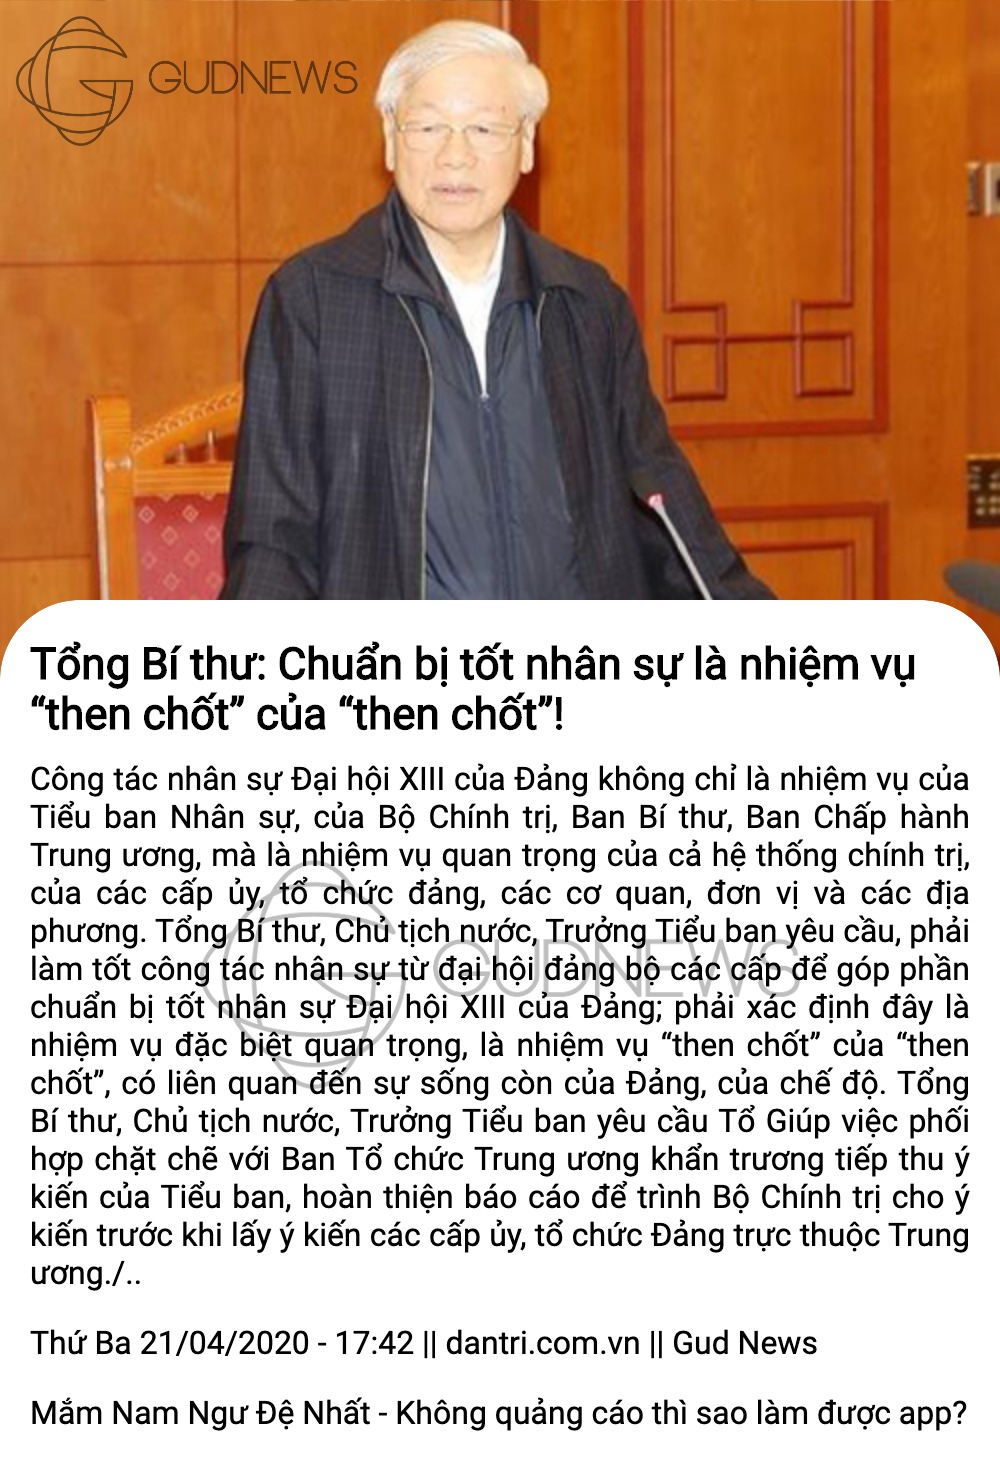 GUDNEWS
Tổng Bí thư: Chuẩn bị tốt nhân sự là nhiệm vụ
“then chốt” của “then chốt”!
Công tác nhân sự Đại hội XIII của Đảng không chỉ là nhiệm vụ của
Tiểu ban Nhân sự, của Bộ Chính trị, Ban Bí thư, Ban Chấp hành
Trung ương, mà là nhiệm vụ quan trọng của cả hệ thống chính trị,
của các cấp ủy, tổ chức đảng, các cơ quan, đơn vị và các địa
phương. Tổng Bí thư, Chủ tịch nước, Trưởng Tiểu ban yêu cầu, phải
làm tốt công tác nhân sự từ đại hội đảng bộ các cấp để góp phần
GUDNEWS
chuẩn bị tốt nhân sự Đại hội XIII của Đảng; phải xác định đây là
nhiệm vụ đặc biệt quan trọng, là nhiệm vụ “then chốt” của “then
chốt”, có liên quan đến sự sống còn của Đảng, của chế độ. Tổng
Bí thư, Chủ tịch nước, Trưởng Tiểu ban yêu cầu Tổ Giúp việc phối
hợp chặt chẽ với Ban Tổ chức Trung ương khẩn trương tiếp thu ý
kiến của Tiểu ban, hoàn thiện báo cáo để trình Bộ Chính trị cho ý
kiến trước khi lấy ý kiến các cấp ủy, tổ chức Đảng trực thuộc Trung
ương./..
Thứ Ba 21/04/2020 - 17:42 || dantri.com.vn || Gud News
Mắm Nam Ngư Đệ Nhất - Không quảng cáo thì sao làm được app?